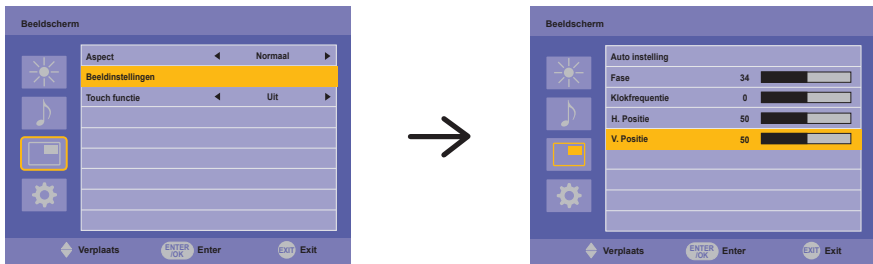 Beeldscherm
Aspect Normaal
Beeldinstellingen
Touch functie Uit
Verplaats ENTER /OK Enter EXIT Exit
Beeldscherm
Auto instelling
Fase 34
Klokfrequentie 0
H. Positie 50
V. Positie 50
Verplaats ENTER /OK Enter EXIT Exit